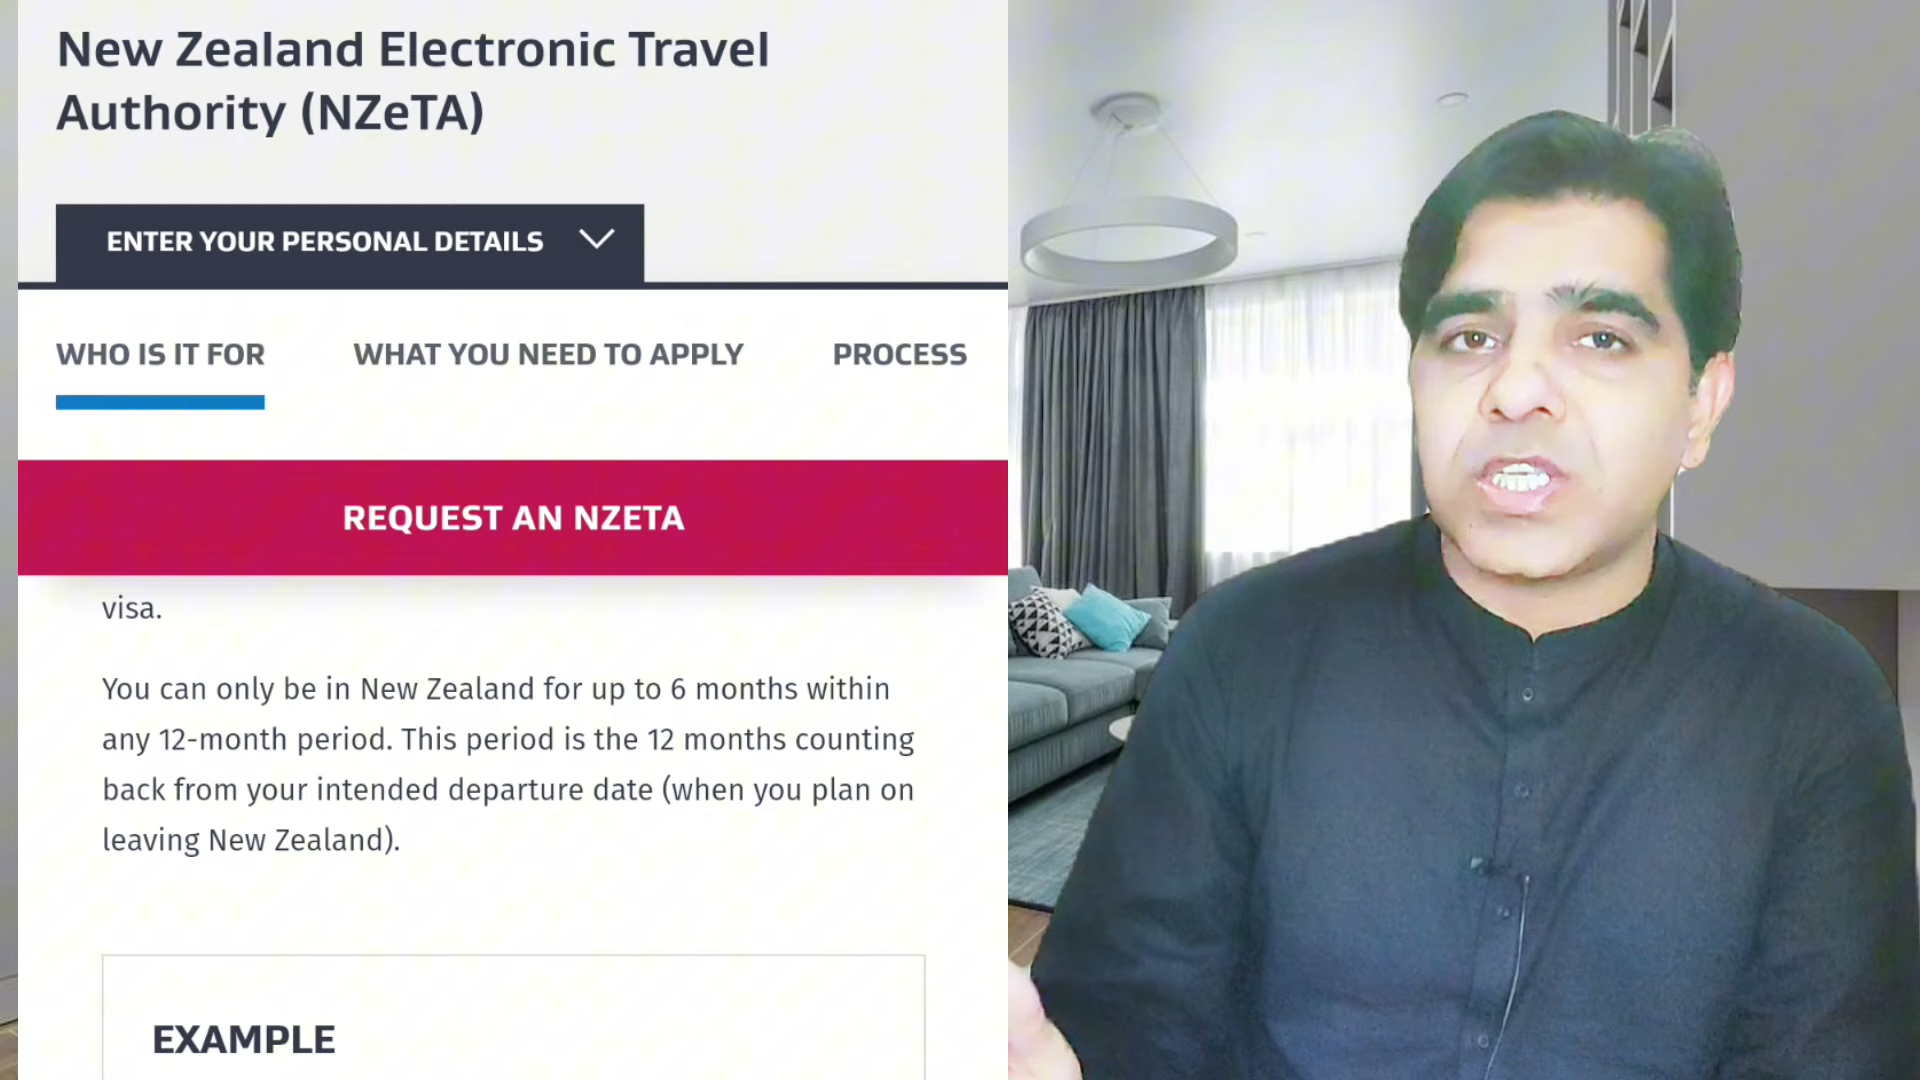 New Zealand Electronic Travel
Authority (NZeTA)
ENTER YOUR PERSONAL DETAILS
WHO IS IT FOR
WHAT YOU NEED TO APPLY
PROCESS
REQUEST AN NZETA
visa.
You can only be in New Zealand for up to 6 months within
any 12-month period. This period is the 12 months counting
back from your intended departure date (when you plan on
leaving New Zealand).
EXAMPLE